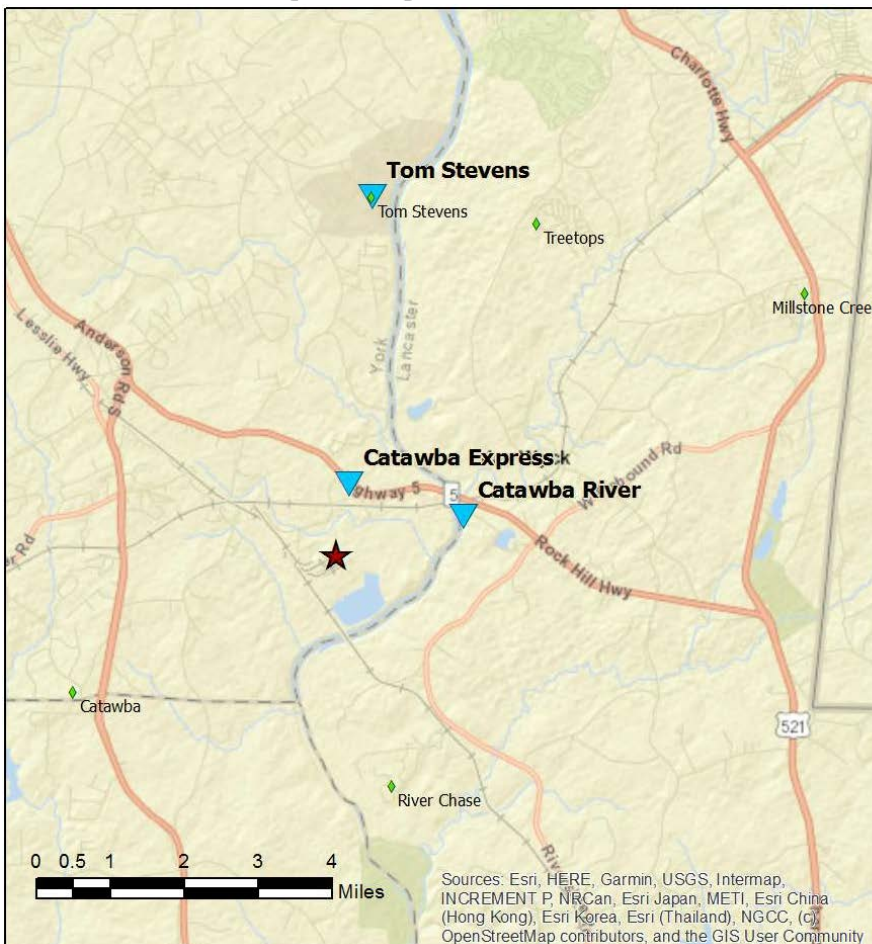 Charlotte Hwy
Tom Stevens
Tom Stevens
Treetops
Millstone Cree
York
Lancaster
Lesslie Hwy
Anderson Rd S
Catawba Express
ck
ghway 5
5
Catawba River
Rd
Rock Hill Hwy
er Rd
Catawba
521
River Chase
0 0.5 1 2 3 4
Miles
Sources: Esri, HERE, Garmin, USGS, Intermap,
INCREMENT P, NRCan, Esri Japan, METI, Esri China
(Hong Kong), Esri Korea, Esri (Thailand), NGCC, (c)
OpenStreetMap contributors, and the GIS User Community